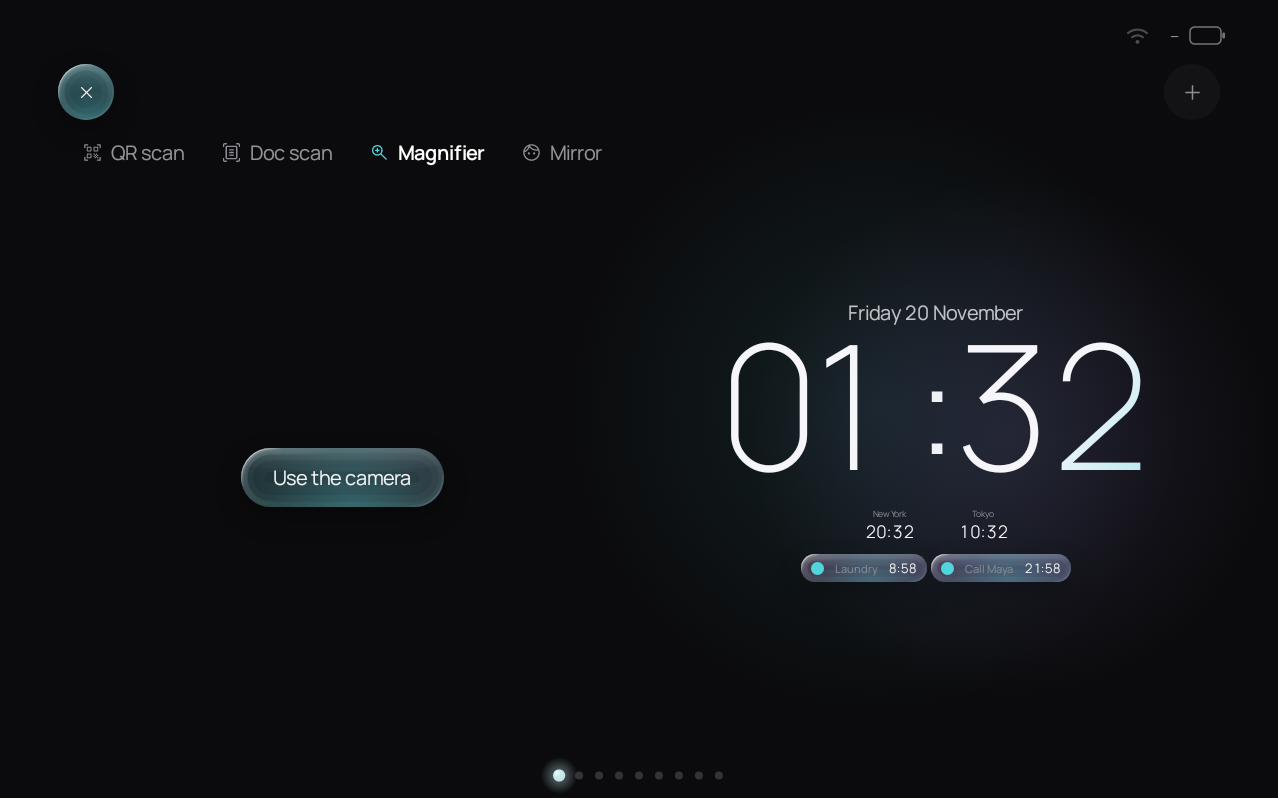 –
QR scan
Doc scan
Magnifier
Mirror
Friday 20 November
01:32
New York
Tokyo
20:32
10:32
Use the camera
Laundry 8:58
Call Maya 21:58